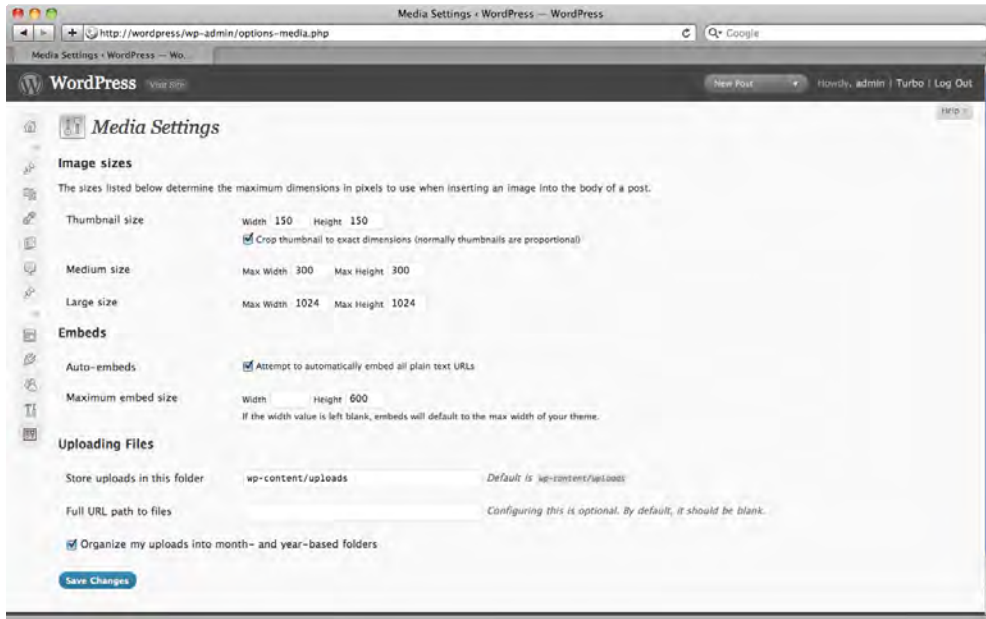 Media Settings ‹ WordPress — WordPress
http://wordpress/wp-admin/options-media.php
Google
Media Settings ‹ WordPress — Wo...
WordPress Visit Site New Post Howdy, admin | Turbo | Log Out
Help
Media Settings
Image sizes
The sizes listed below determine the maximum dimensions in pixels to use when inserting an image into the body of a post.
Thumbnail size Width 150 Height 150
Crop thumbnail to exact dimensions (normally thumbnails are proportional)
Medium size Max Width 300 Max Height 300
Large size Max Width 1024 Max Height 1024
Embeds
Auto-embeds Attempt to automatically embed all plain text URLs
Maximum embed size Width Height 600
If the width value is left blank, embeds will default to the max width of your theme.
Uploading Files
Store uploads in this folder wp-content/uploads Default is wp-content/uploads
Full URL path to files Configuring this is optional. By default, it should be blank.
Organize my uploads into month- and year-based folders
Save Changes